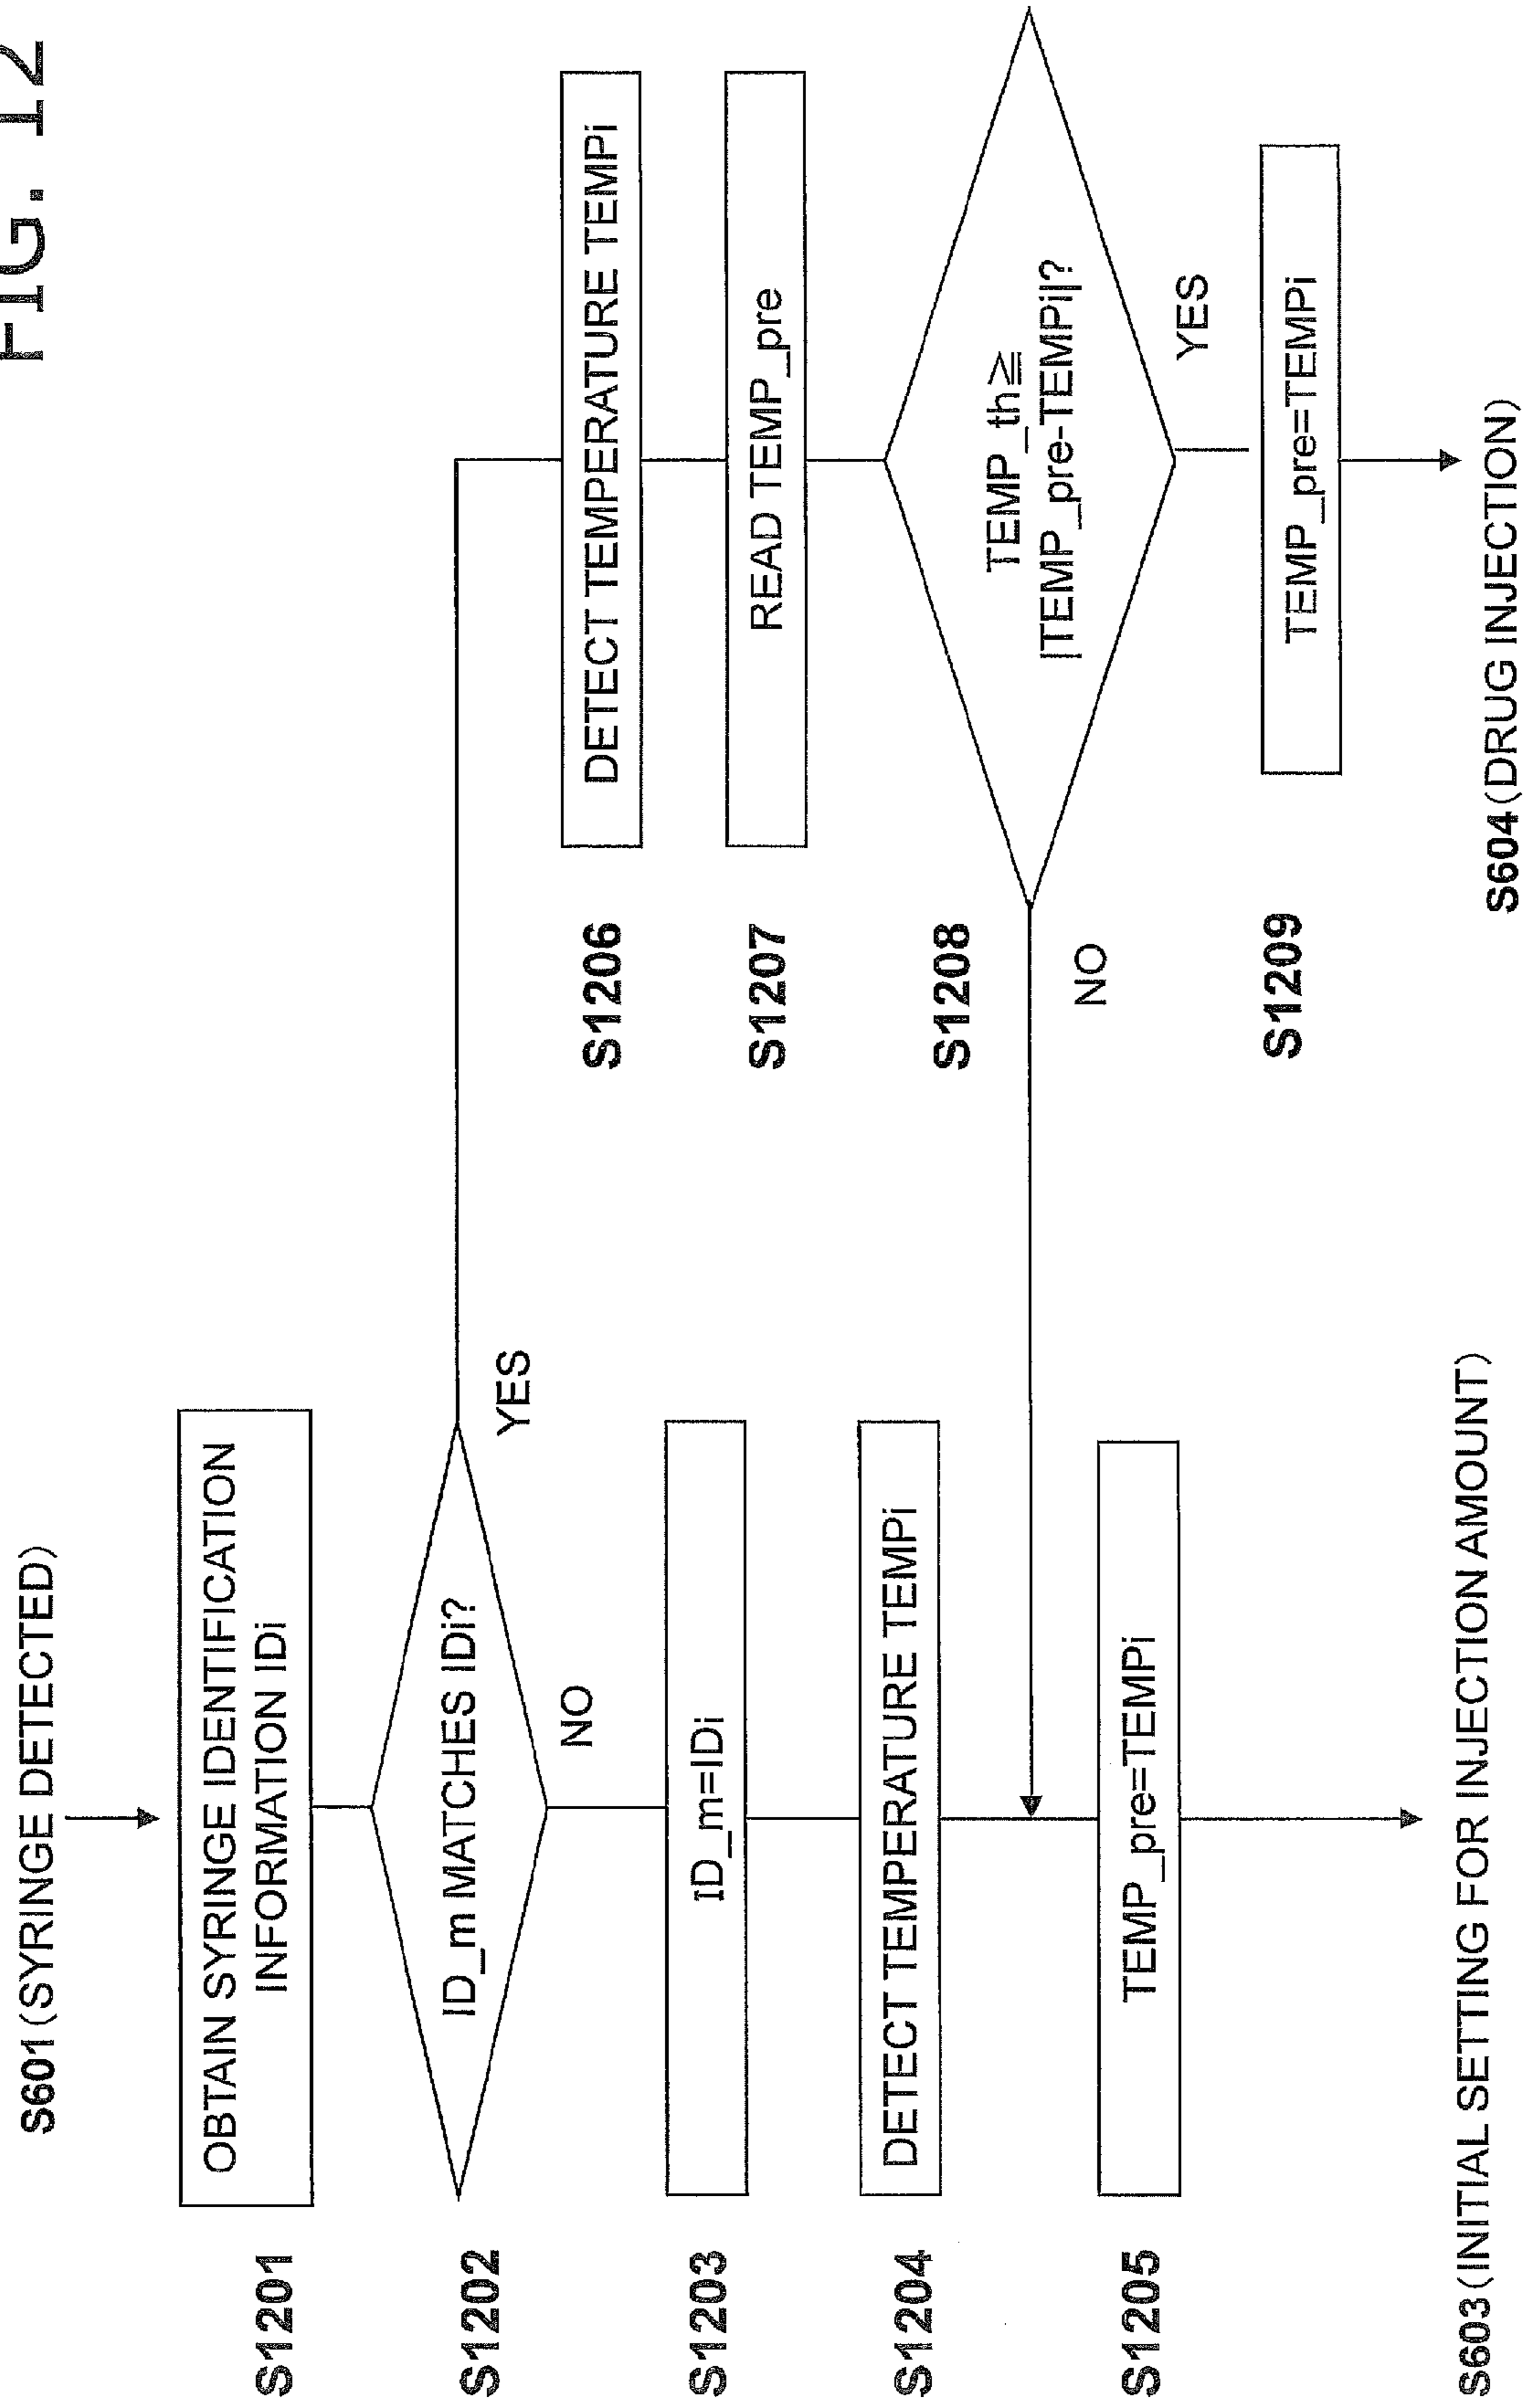 FIG. 12
S601(SYRINGE DETECTED)
S1201
OBTAIN SYRINGE IDENTIFICATION
INFORMATION IDi
S1202
ID_m MATCHES IDi?
YES
NO
S1203
ID_m=IDi
S1204
DETECT TEMPERATURE TEMPi
S1205
TEMP_pre=TEMPi
S603(INITIAL SETTING FOR INJECTION AMOUNT)
S1206
DETECT TEMPERATURE TEMPi
S1207
READ TEMP_pre
S1208
TEMP_th≧
|TEMP_pre-TEMPi|?
NO
YES
S1209
TEMP_pre=TEMPi
S604(DRUG INJECTION)